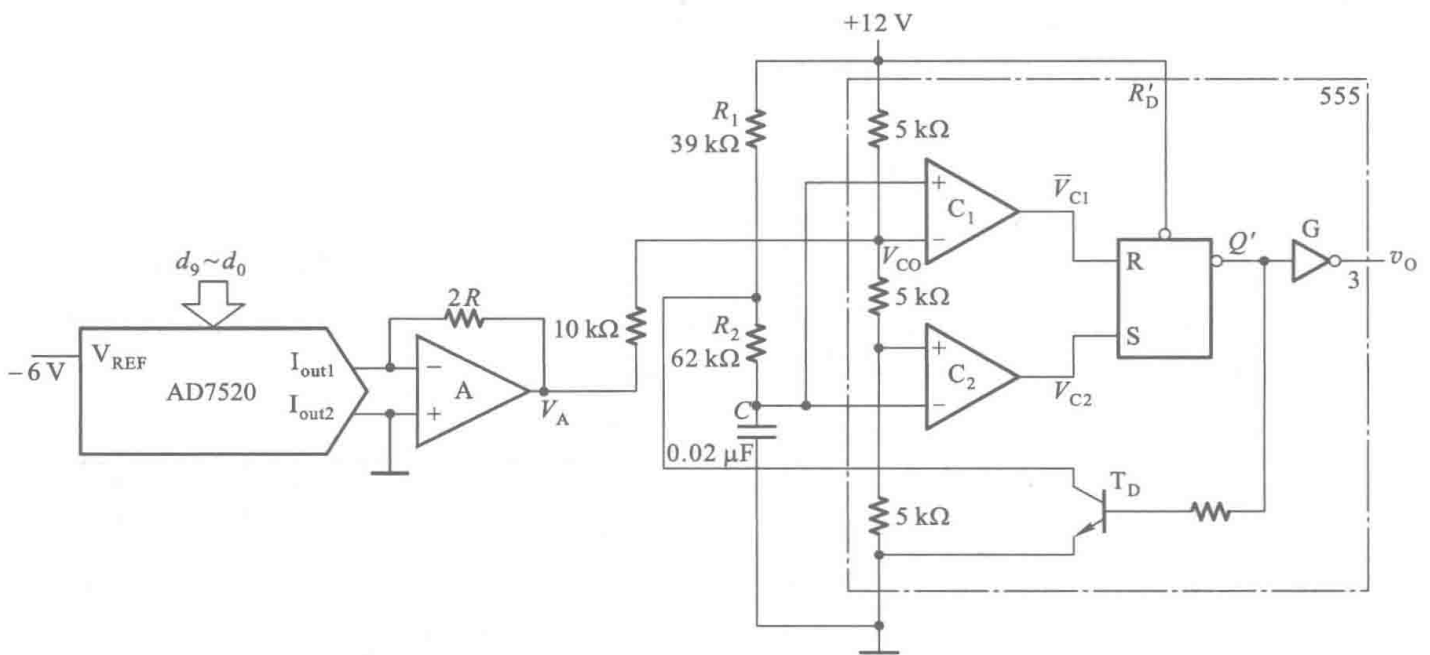 +12 V
R₁
39 kΩ
5 kΩ
R′D
555
+
C₁
−
V̅C1
VCO
d₉~d₀
2R
10 kΩ
5 kΩ
R
Q′
G
3
vO
−6 V
VREF
AD7520
Iout1
Iout2
−
A
+
VA
R₂
62 kΩ
+
C₂
−
S
VC2
C
0.02 μF
5 kΩ
TD